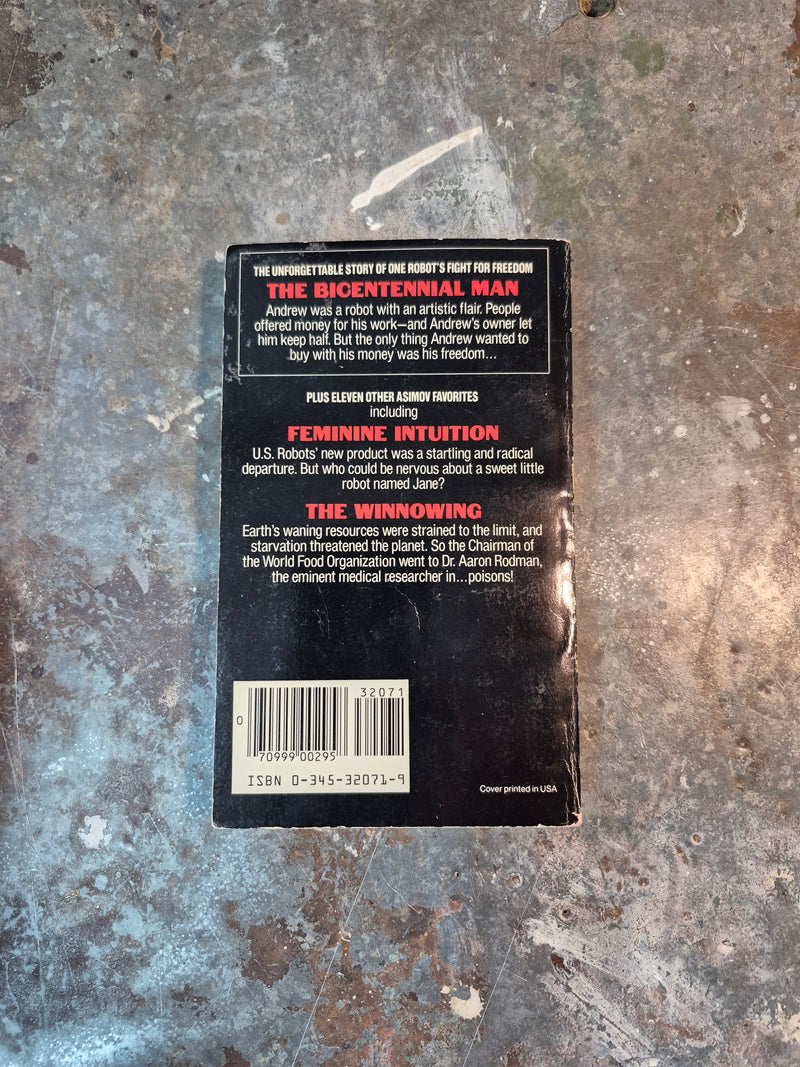 THE UNFORGETTABLE STORY OF ONE ROBOT'S FIGHT FOR FREEDOM
THE BICENTENNIAL MAN
Andrew was a robot with an artistic flair. People
offered money for his work—and Andrew's owner let
him keep half. But the only thing Andrew wanted to
buy with his money was his freedom...
PLUS ELEVEN OTHER ASIMOV FAVORITES
including
FEMININE INTUITION
U.S. Robots' new product was a startling and radical
departure. But who could be nervous about a sweet little
robot named Jane?
THE WINNOWING
Earth's waning resources were strained to the limit, and
starvation threatened the planet. So the Chairman of
the World Food Organization went to Dr. Aaron Rodman,
the eminent medical researcher in...poisons!
32071
0
70999 00295
ISBN 0-345-32071-9
Cover printed in USA